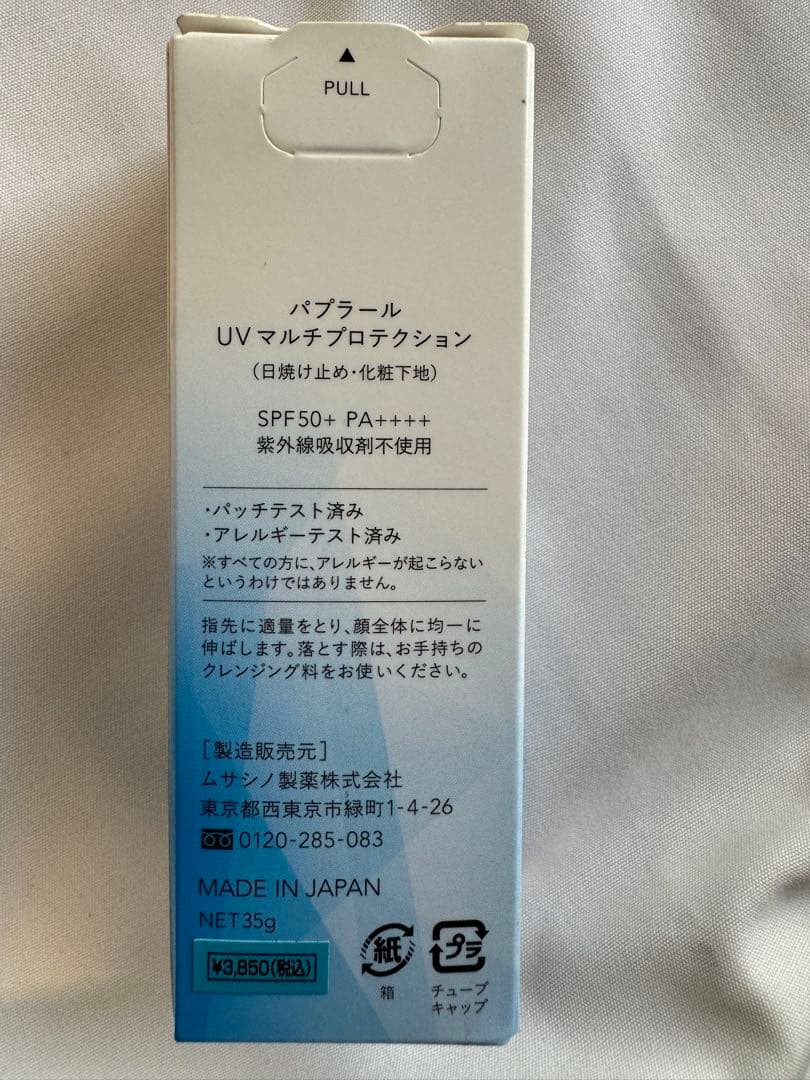 ▲
PULL
パプラール
UVマルチプロテクション
(日焼け止め・化粧下地)
SPF50+ PA++++
紫外線吸収剤不使用
・パッチテスト済み
・アレルギーテスト済み
※すべての方に、アレルギーが起こらない
というわけではありません。
指先に適量をとり、顔全体に均一に
伸ばします。落とす際は、お手持ちの
クレンジング料をお使いください。
[製造販売元]
ムサシノ製薬株式会社
東京都西東京市緑町1-4-26
0120-285-083
MADE IN JAPAN
NET35g
¥3,850(税込)
紙
箱
プラ
チューブ
キャップ